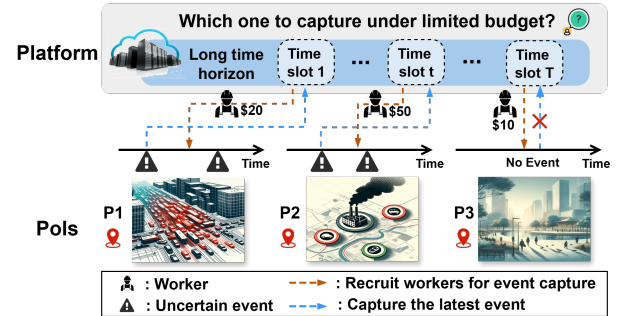 Which one to capture under limited budget?
?
Platform
Long time
horizon
Time
slot 1
...
Time
slot t
...
Time
slot T
$20
$50
$10
Time
Time
No Event
Time
PoIs
P1
P2
P3
: Worker
: Recruit workers for event capture
: Uncertain event
: Capture the latest event